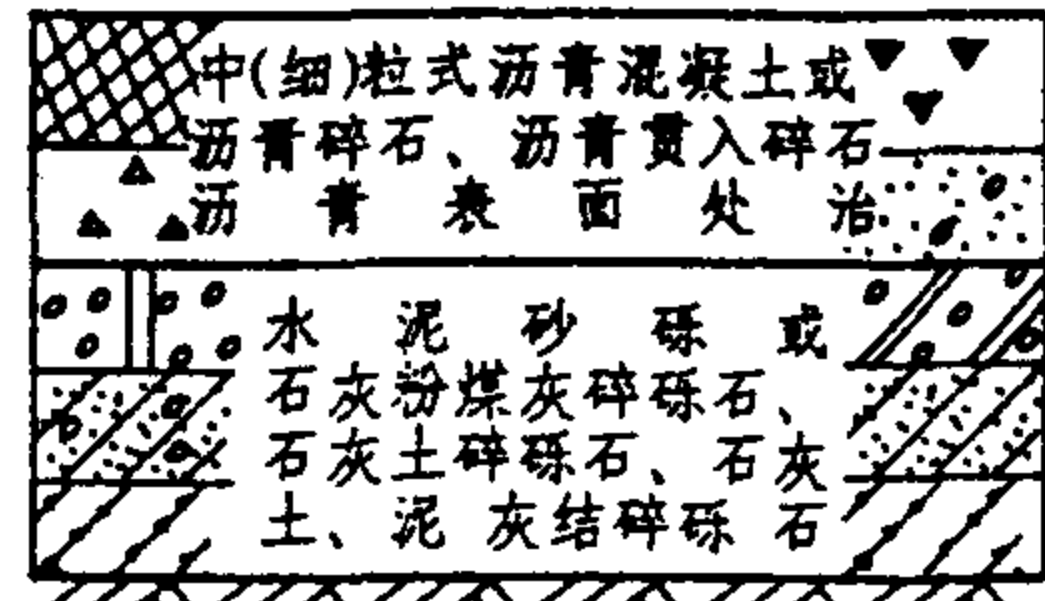 中(细)粒式沥青混凝土或
沥青碎石、沥青贯入碎石
沥青表面处治
水泥砂砾或
石灰粉煤灰碎砾石、
石灰土碎砾石、石灰
土、泥灰结碎砾石